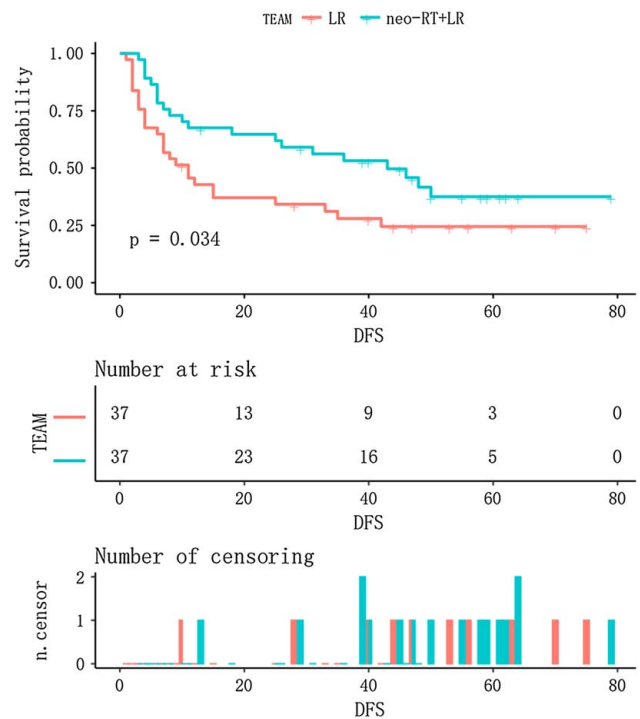 TEAM LR neo-RT+LR
1.00
0.75
0.50
0.25
0.00
Survival probability
p = 0.034
0 20 40 60 80
DFS
Number at risk
TEAM
37 13 9 3 0
37 23 16 5 0
0 20 40 60 80
DFS
Number of censoring
n.censor
2
1
0
0 20 40 60 80
DFS